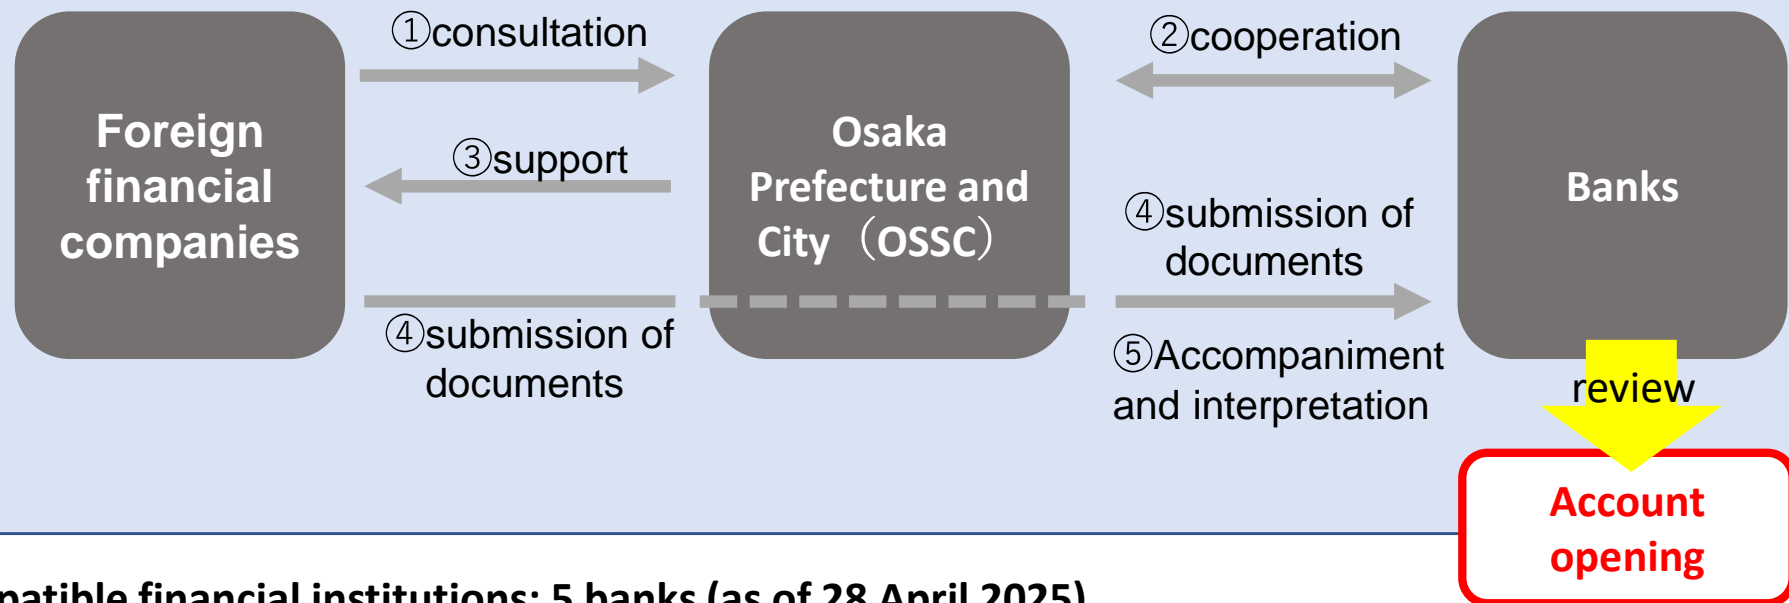 ①consultation
②cooperation
Foreign
financial
companies
③support
Osaka
Prefecture and
City（OSSC）
Banks
④submission of
documents
④submission of
documents
⑤Accompaniment
and interpretation
review
Account
opening
financial institutions: 5 banks (as of 28 April 2025)